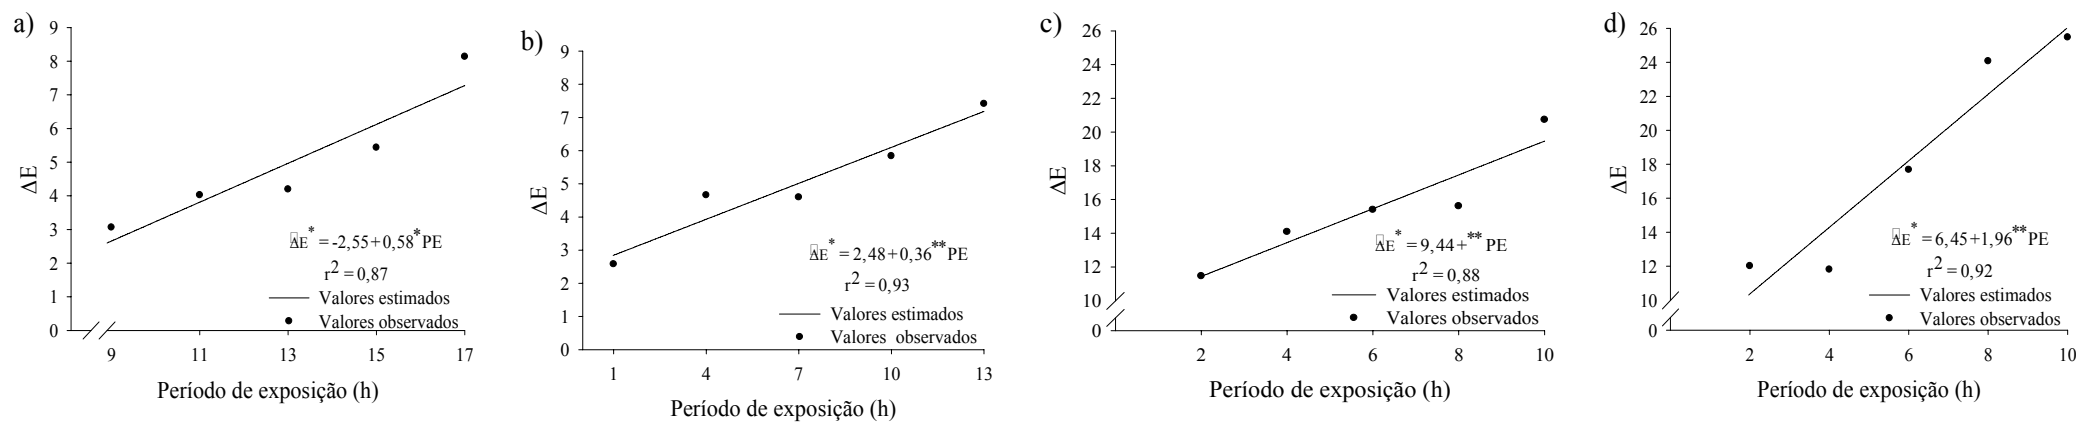 a)
9
8
7
6
5
4
3
2
1
0
ΔE
ΔE* = -2,55+0,58*PE
r² = 0,87
Valores estimados
Valores observados
9 11 13 15 17
Período de exposição (h)
b)
9
8
7
6
5
4
3
2
1
0
ΔE
ΔE* = 2,48+0,36**PE
r² = 0,93
Valores estimados
Valores observados
1 4 7 10 13
Período de exposição (h)
c)
26
24
22
20
18
16
14
12
10
0
ΔE
ΔE* = 9,44+**PE
r² = 0,88
Valores estimados
Valores observados
2 4 6 8 10
Período de exposição (h)
d)
26
24
22
20
18
16
14
12
10
0
ΔE
ΔE* = 6,45+1,96**PE
r² = 0,92
Valores estimados
Valores observados
2 4 6 8 10
Período de exposição (h)